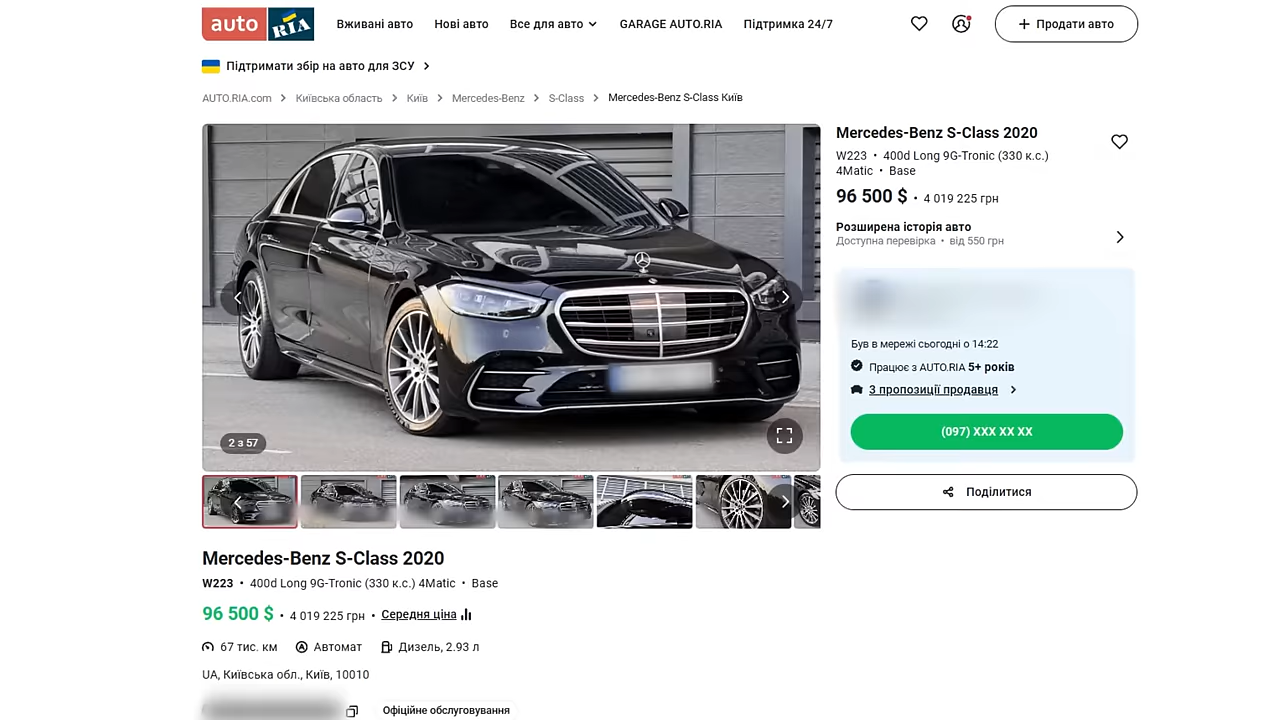 auto RIA
Вживані авто
Нові авто
Все для авто
GARAGE AUTO.RIA
Підтримка 24/7
+ Продати авто
Підтримати збір на авто для ЗСУ
AUTO.RIA.com > Київська область > Київ > Mercedes-Benz > S-Class > Mercedes-Benz S-Class Київ
2 з 57
Mercedes-Benz S-Class 2020
W223 • 400d Long 9G-Tronic (330 к.с.)
4Matic • Base
96 500 $ • 4 019 225 грн
Розширена історія авто
Доступна перевірка • від 550 грн
Був в мережі сьогодні о 14:22
Працює з AUTO.RIA 5+ років
3 пропозиції продавця
(097) XXX XX XX
Поділитися
Mercedes-Benz S-Class 2020
W223 • 400d Long 9G-Tronic (330 к.с.) 4Matic • Base
96 500 $ • 4 019 225 грн • Середня ціна
67 тис. км
Автомат
Дизель, 2.93 л
UA, Київська обл., Київ, 10010
Офіційне обслуговування